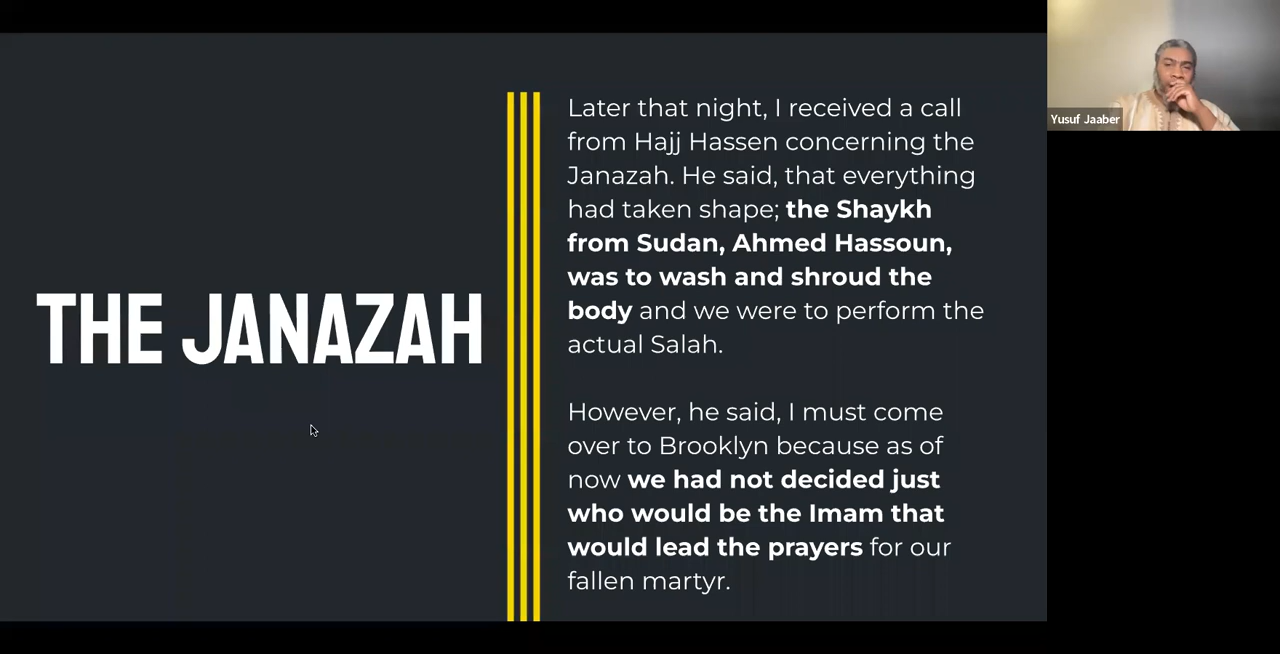 THE JANAZAH
Later that night, I received a call
from Hajj Hassen concerning the
Janazah. He said, that everything
had taken shape; the Shaykh
from Sudan, Ahmed Hassoun,
was to wash and shroud the
body and we were to perform the
actual Salah.
However, he said, I must come
over to Brooklyn because as of
now we had not decided just
who would be the Imam that
would lead the prayers for our
fallen martyr.
Yusuf Jaaber